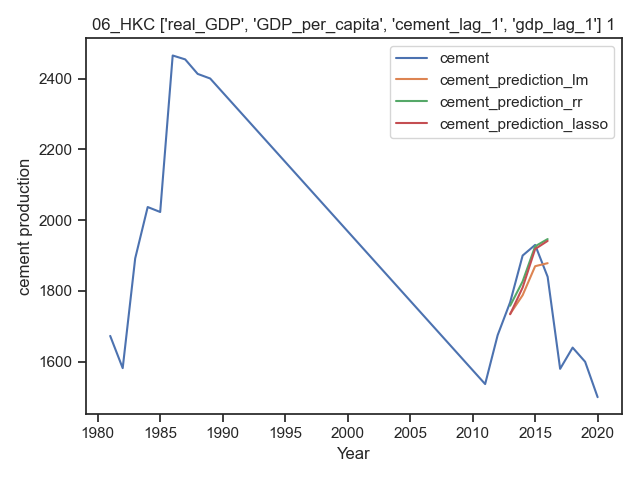 06_HKC ['real_GDP', 'GDP_per_capita', 'cement_lag_1', 'gdp_lag_1'] 1
cement
cement_prediction_lm
cement_prediction_rr
cement_prediction_lasso
cement production
2400
2200
2000
1800
1600
1980 1985 1990 1995 2000 2005 2010 2015 2020
Year